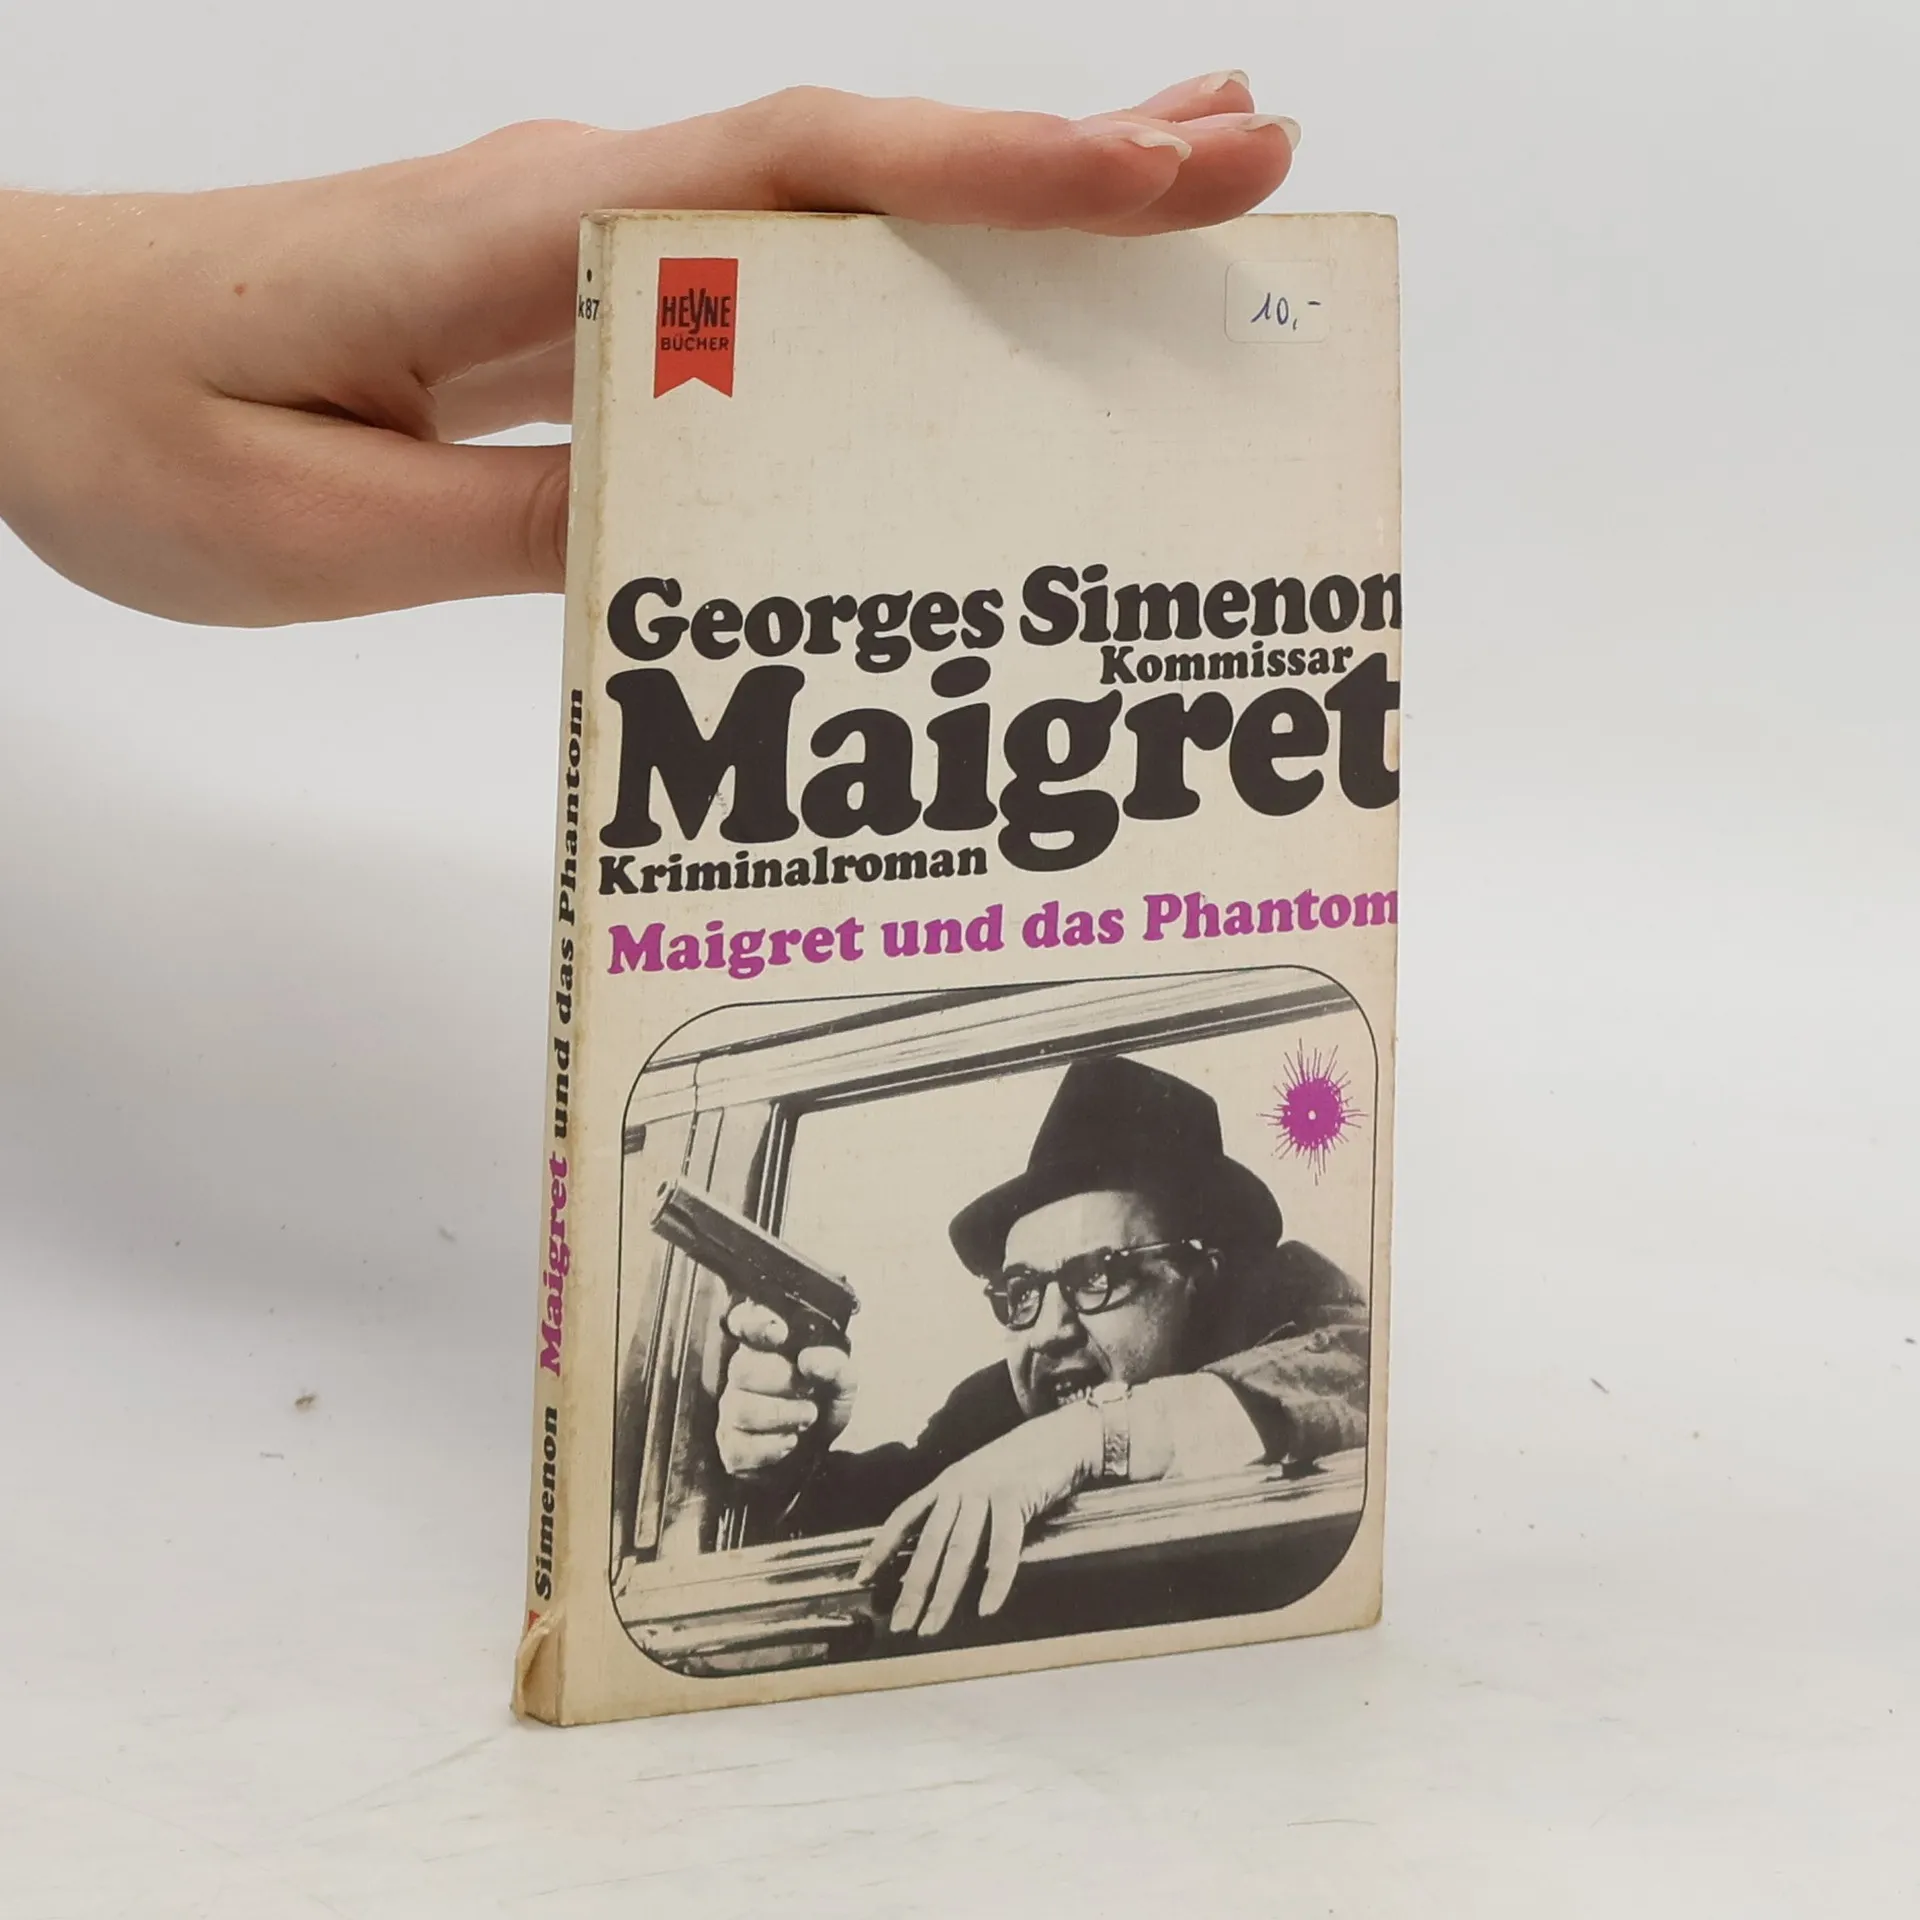 k87
HEYNE
BÜCHER
10,-
Georges Simenon
Kommissar
Maigret
Kriminalroman
Maigret und das Phantom
Simenon Maigret und das Phantom